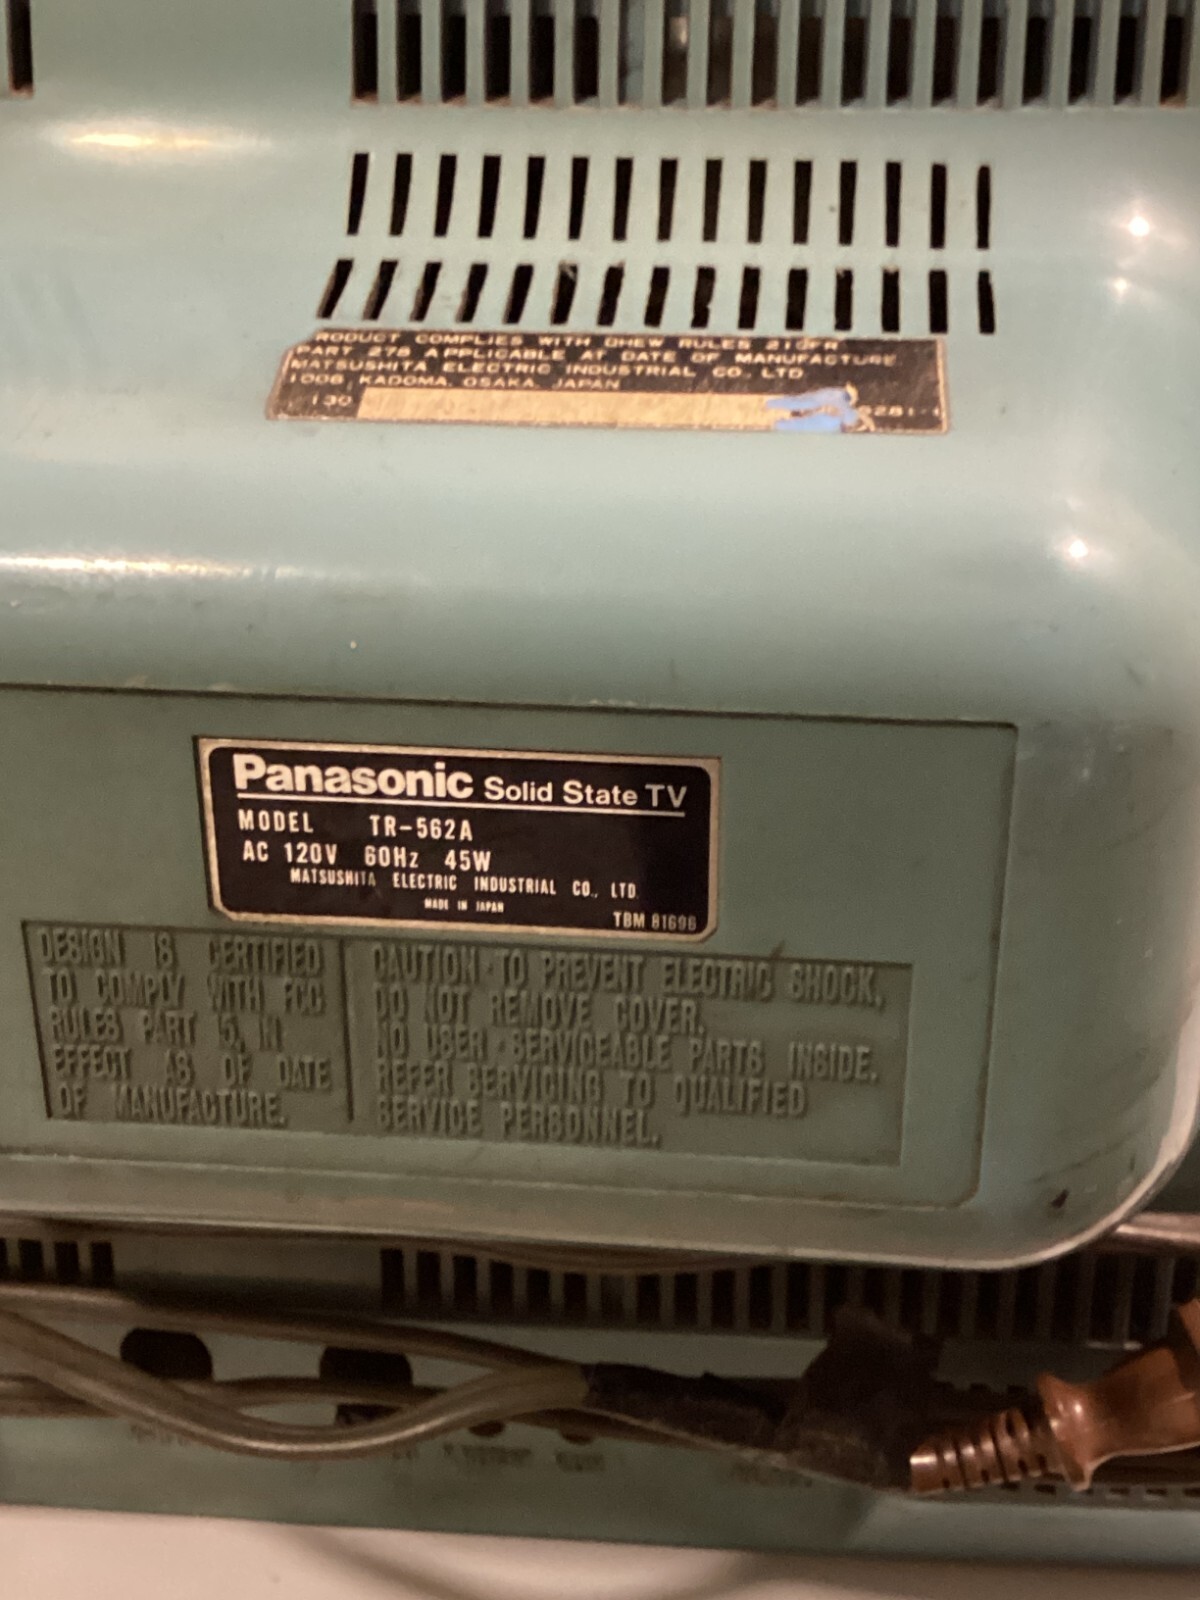 PRODUCT COMPLIES WITH DHEW RULES 21 CFR
PART 278 APPLICABLE AT DATE OF MANUFACTURE
MATSUSHITA ELECTRIC INDUSTRIAL CO., LTD.
1006, KADOMA, OSAKA, JAPAN
130
Panasonic Solid State TV
MODEL TR-562A
AC 120V 60Hz 45W
MATSUSHITA ELECTRIC INDUSTRIAL CO., LTD.
MADE IN JAPAN
TBM 81696
DESIGN IS CERTIFIED
TO COMPLY WITH FCC
RULES PART 15, IN
EFFECT AS OF DATE
OF MANUFACTURE.
CAUTION-TO PREVENT ELECTRIC SHOCK,
DO NOT REMOVE COVER.
NO USER-SERVICEABLE PARTS INSIDE.
REFER SERVICING TO QUALIFIED
SERVICE PERSONNEL.